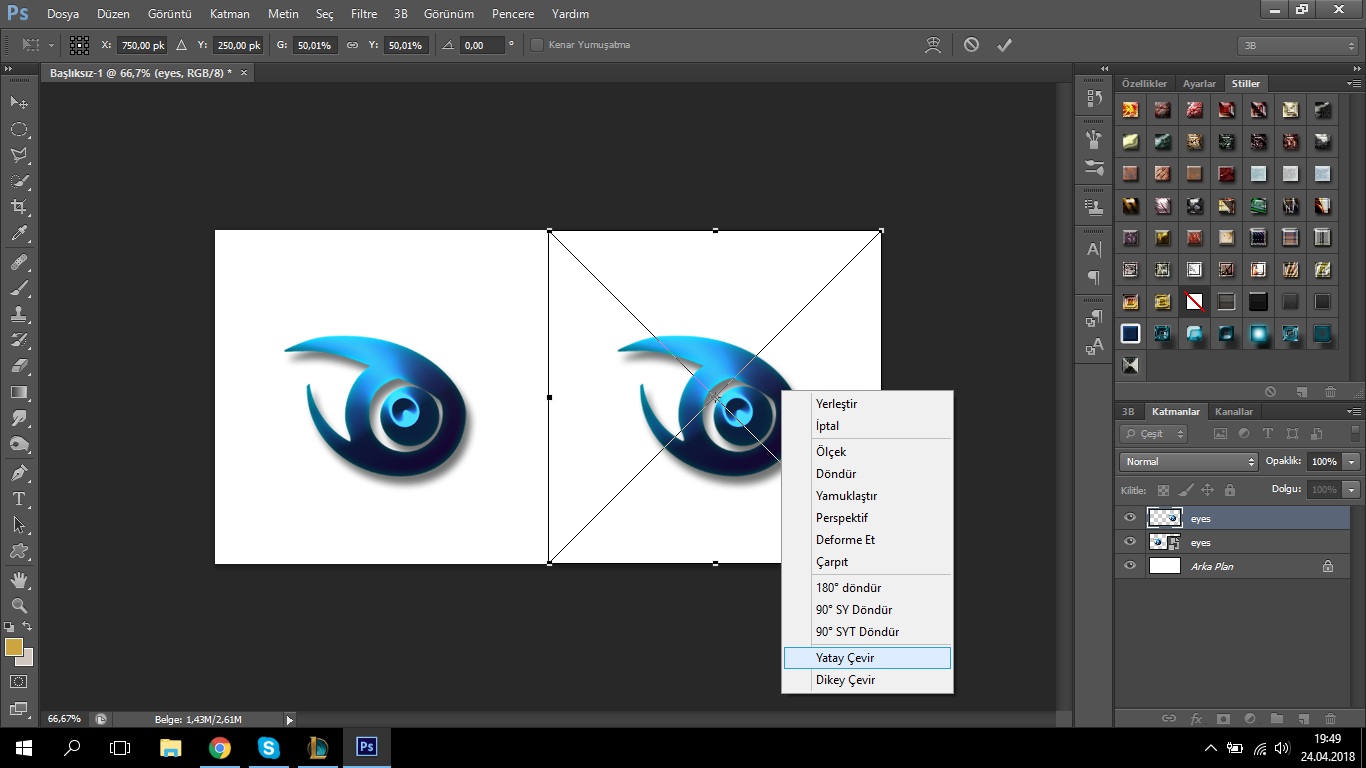 Ps Dosya Düzen Görüntü Katman Metin Seç Filtre 3B Görünüm Pencere Yardım
X: 750,00 pk Y: 250,00 pk G: 50,01% Y: 50,01% 0,00 ° Kenar Yumuşatma 3B
Başlıksız-1 @ 66,7% (eyes, RGB/8) * ×
Özellikler Ayarlar Stiller
Yerleştir
İptal
Ölçek
Döndür
Yamuklaştır
Perspektif
Deforme Et
Çarpıt
180° döndür
90° SY Döndür
90° SYT Döndür
Yatay Çevir
Dikey Çevir
3B Katmanlar Kanallar
Çeşit
Normal Opaklık: 100%
Kilitle: Dolgu: 100%
eyes
eyes
Arka Plan
fx
66,67% Belge: 1,43M/2,61M
Ps
19:49
24.04.2018